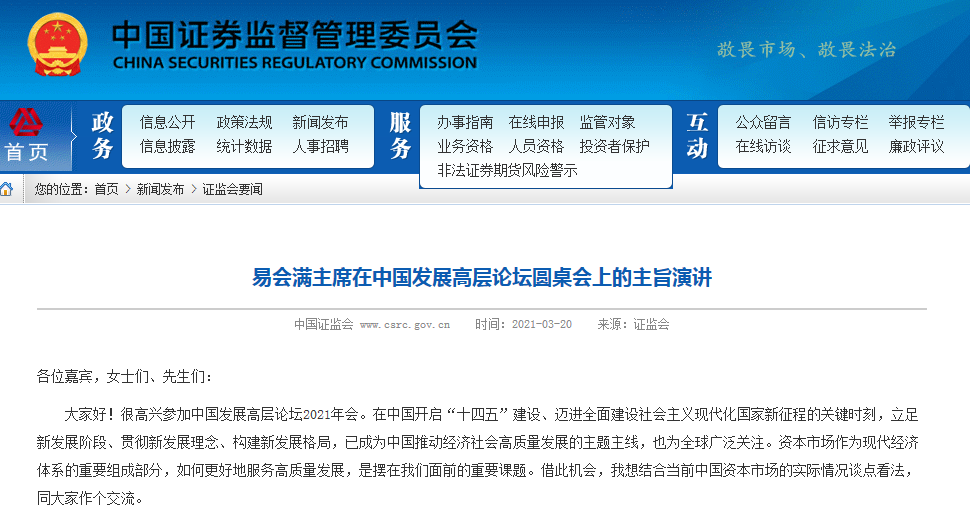 中国证券监督管理委员会
CHINA SECURITIES REGULATORY COMMISSION
敬畏市场、敬畏法治
首页
政务
信息公开 政策法规 新闻发布
信息披露 统计数据 人事招聘
服务
办事指南 在线申报 监管对象
业务资格 人员资格 投资者保护
非法证券期货风险警示
互动
公众留言 信访专栏 举报专栏
在线访谈 征求意见 廉政评议
您的位置：首页 > 新闻发布 > 证监会要闻
易会满主席在中国发展高层论坛圆桌会上的主旨演讲
中国证监会 www.csrc.gov.cn 时间：2021-03-20 来源：证监会
各位嘉宾，女士们、先生们：
大家好！很高兴参加中国发展高层论坛2021年会。在中国开启“十四五”建设、迈进全面建设社会主义现代化国家新征程的关键时刻，立足
新发展阶段、贯彻新发展理念、构建新发展格局，已成为中国推动经济社会高质量发展的主题主线，也为全球广泛关注。资本市场作为现代经济
体系的重要组成部分，如何更好地服务高质量发展，是摆在我们面前的重要课题。借此机会，我想结合当前中国资本市场的实际情况谈点看法，
同大家作个交流。